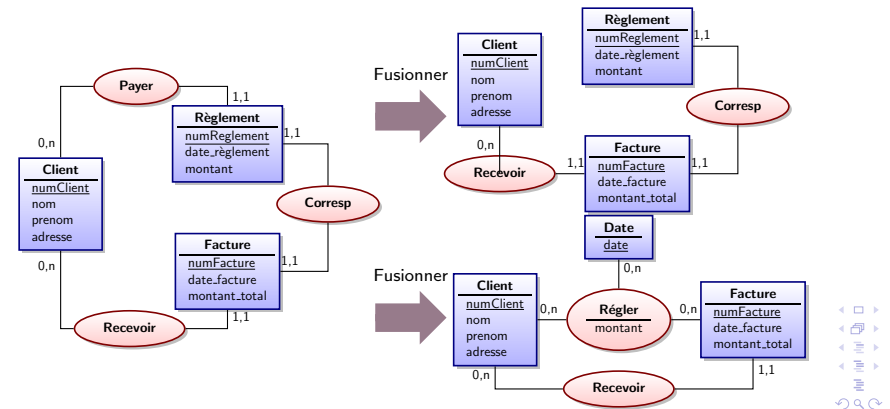 Payer
0,n
1,1
Règlement
numReglement
date_règlement
montant
1,1
Client
numClient
nom
prenom
adresse
Corresp
0,n
Facture
numFacture
date_facture
montant_total
1,1
1,1
Recevoir
Fusionner
Client
numClient
nom
prenom
adresse
0,n
Recevoir
1,1
Règlement
numReglement
date_règlement
montant
1,1
Corresp
Facture
numFacture
date_facture
montant_total
1,1
Fusionner
Date
date
0,n
Client
numClient
nom
prenom
adresse
0,n
Régler
montant
0,n
Facture
numFacture
date_facture
montant_total
0,n
Recevoir
1,1